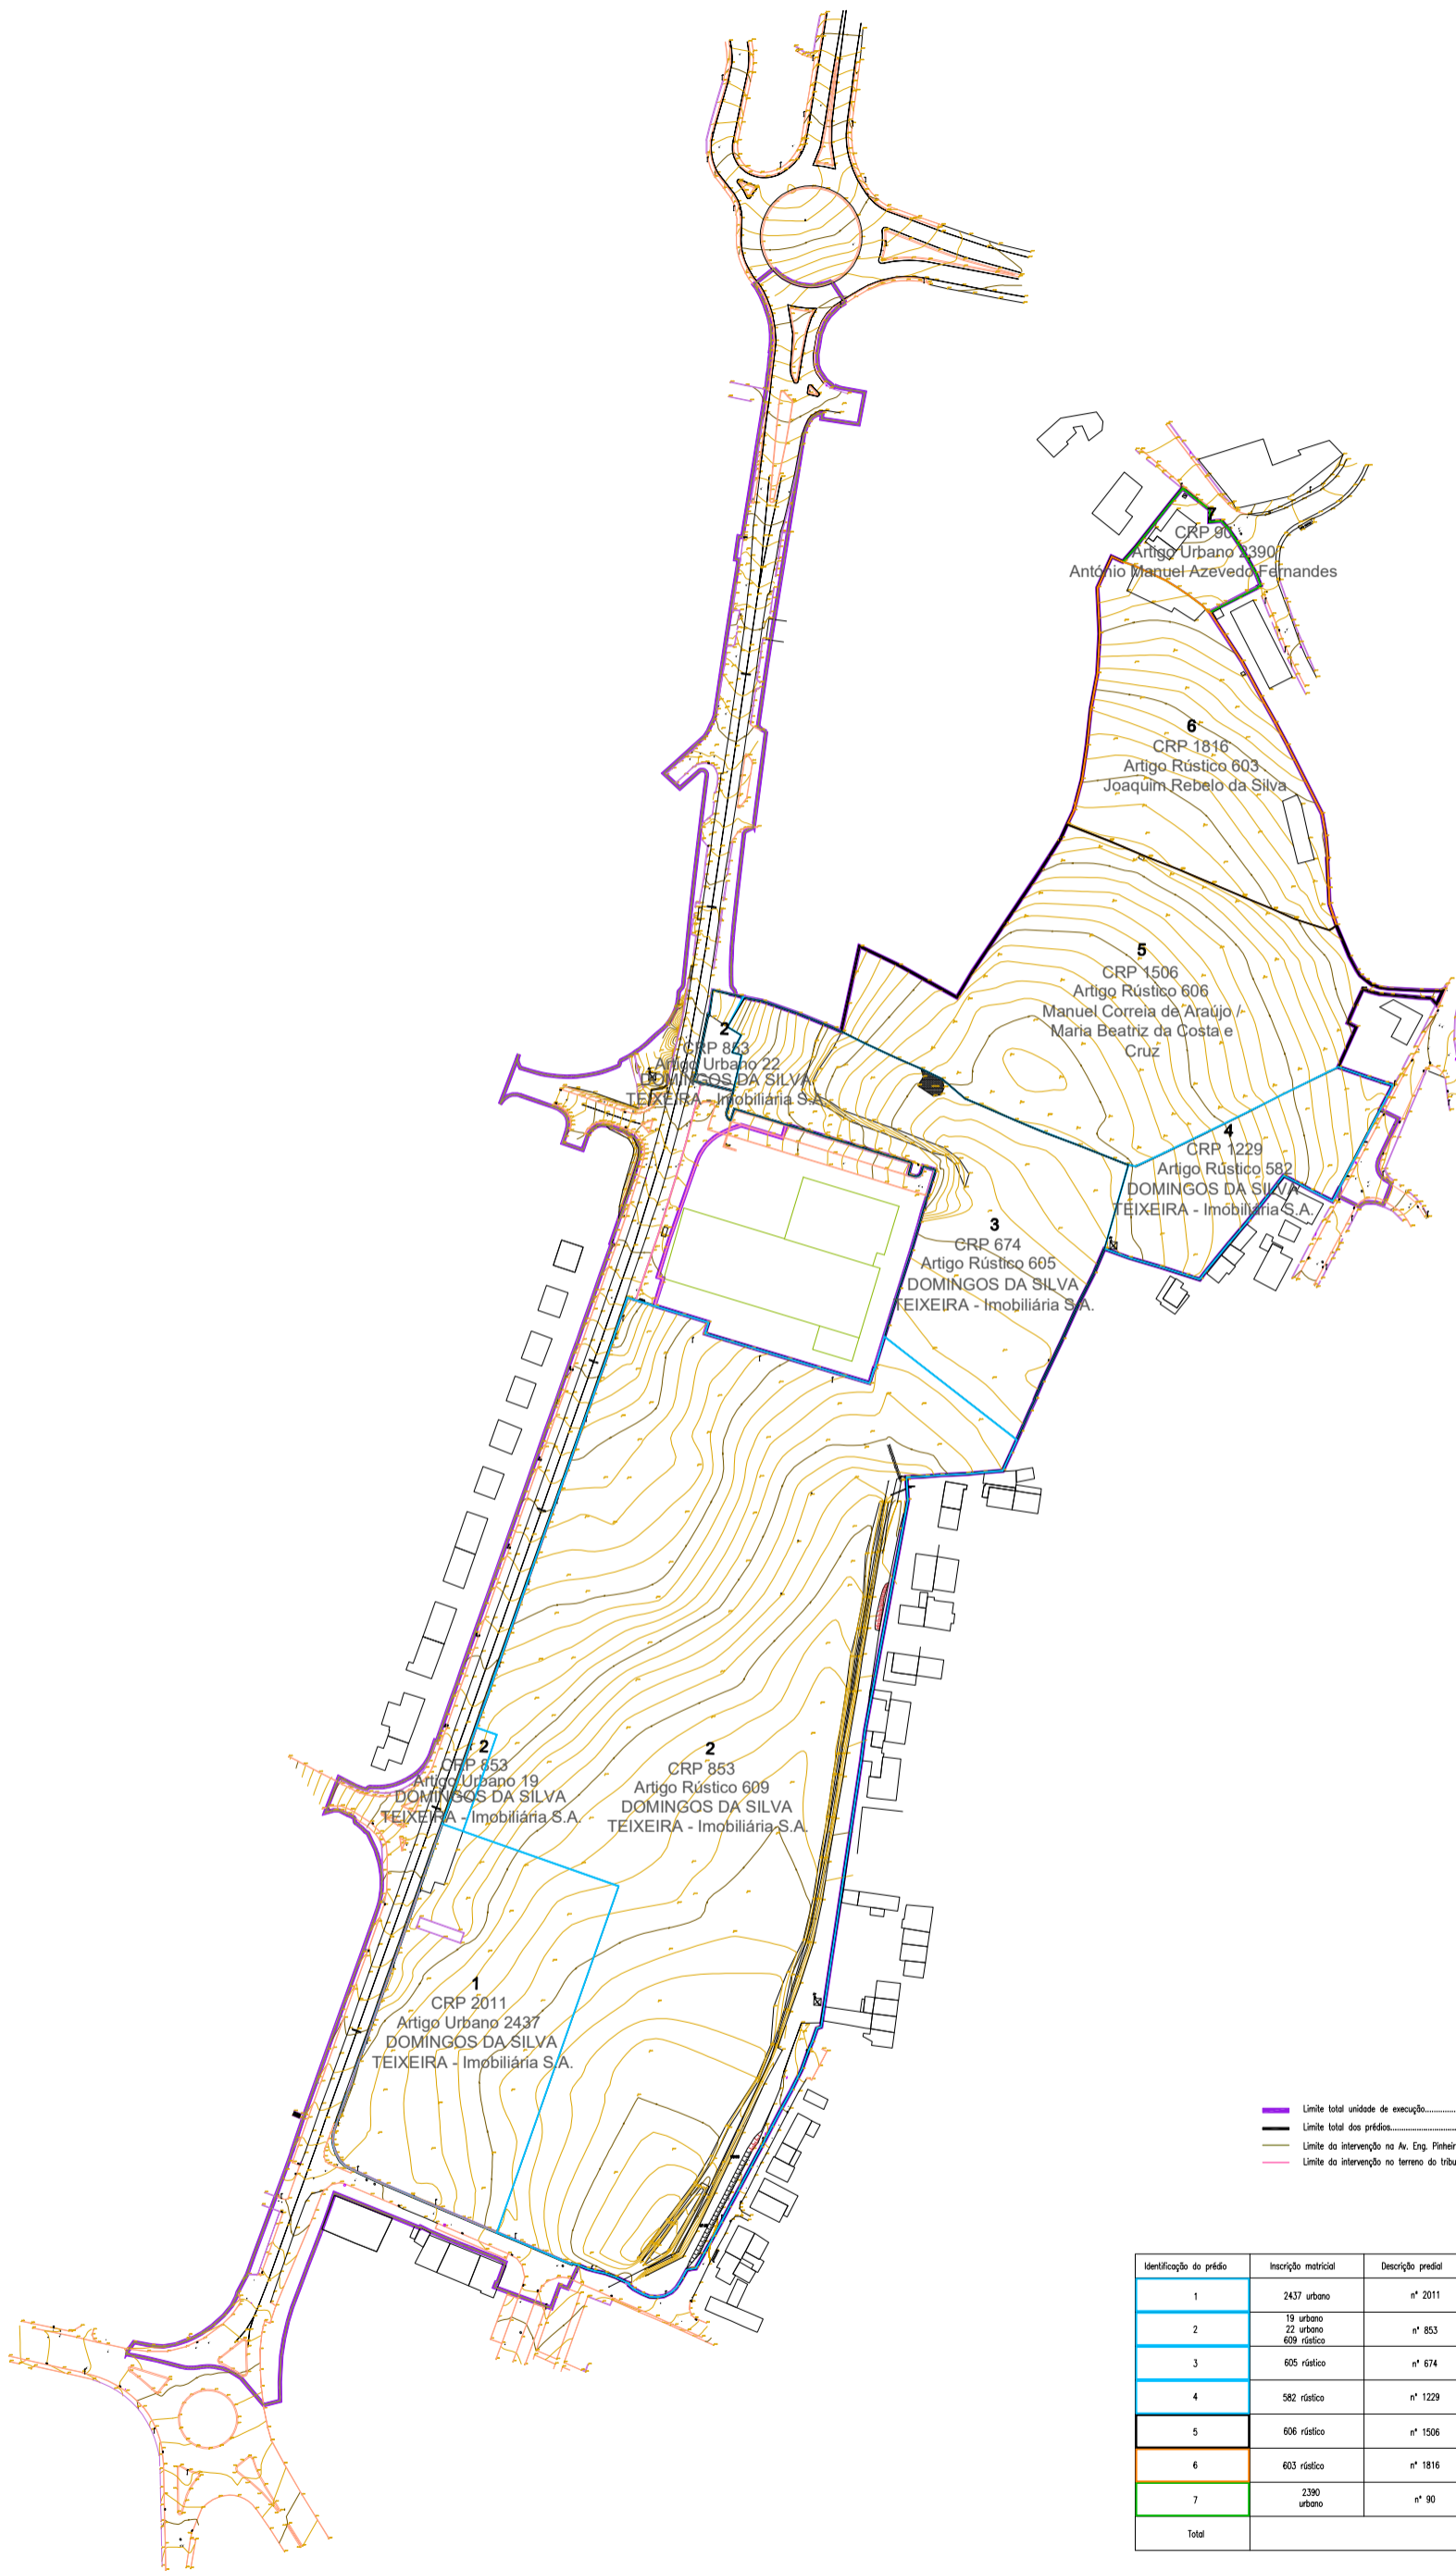 7
CRP 90
Artigo Urbano 2390
António Manuel Azevedo Fernandes
6
CRP 1816
Artigo Rústico 603
Joaquim Rebelo da Silva
5
CRP 1506
Artigo Rústico 606
Manuel Correia de Araújo /
Maria Beatriz da Costa e
Cruz
2
CRP 853
Artigo Urbano 22
DOMINGOS DA SILVA
TEIXEIRA - Imobiliária S.A.
4
CRP 1229
Artigo Rústico 582
DOMINGOS DA SILVA
TEIXEIRA - Imobiliária S.A.
3
CRP 674
Artigo Rústico 605
DOMINGOS DA SILVA
TEIXEIRA - Imobiliária S.A.
2
CRP 853
Artigo Urbano 19
DOMINGOS DA SILVA
TEIXEIRA - Imobiliária S.A.
2
CRP 853
Artigo Rústico 609
DOMINGOS DA SILVA
TEIXEIRA - Imobiliária S.A.
1
CRP 2011
Artigo Urbano 2437
DOMINGOS DA SILVA
TEIXEIRA - Imobiliária S.A.
Limite total unidade de execução
Limite total dos prédios
Limite da intervenção na Av. Eng. Pinheir
Limite da intervenção no terreno do tribu
Identificação do prédio Inscrição matricial Descrição predial
1 2437 urbano nº 2011
2 19 urbano 22 urbano 609 rústico nº 853
3 605 rústico nº 674
4 582 rústico nº 1229
5 606 rústico nº 1506
6 603 rústico nº 1816
7 2390 urbano nº 90
Total